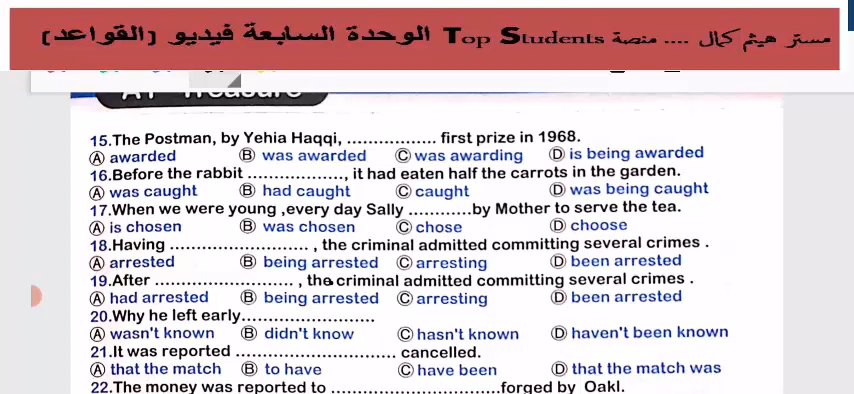 مستر هيثم كمال .... منصة Top Students الوحدة السابعة فيديو (القواعد)
A1 Treasure
15.The Postman, by Yehia Haqqi, ................. first prize in 1968.
Ⓐ awarded Ⓑ was awarded Ⓒ was awarding Ⓓ is being awarded
16.Before the rabbit .................., it had eaten half the carrots in the garden.
Ⓐ was caught Ⓑ had caught Ⓒ caught Ⓓ was being caught
17.When we were young ,every day Sally ............by Mother to serve the tea.
Ⓐ is chosen Ⓑ was chosen Ⓒ chose Ⓓ choose
18.Having .......................... , the criminal admitted committing several crimes .
Ⓐ arrested Ⓑ being arrested Ⓒ arresting Ⓓ been arrested
19.After .......................... , the criminal admitted committing several crimes .
Ⓐ had arrested Ⓑ being arrested Ⓒ arresting Ⓓ been arrested
20.Why he left early.........................
Ⓐ wasn't known Ⓑ didn't know Ⓒ hasn't known Ⓓ haven't been known
21.It was reported .............................. cancelled.
Ⓐ that the match Ⓑ to have Ⓒ have been Ⓓ that the match was
22.The money was reported to ................................forged by Oakl.